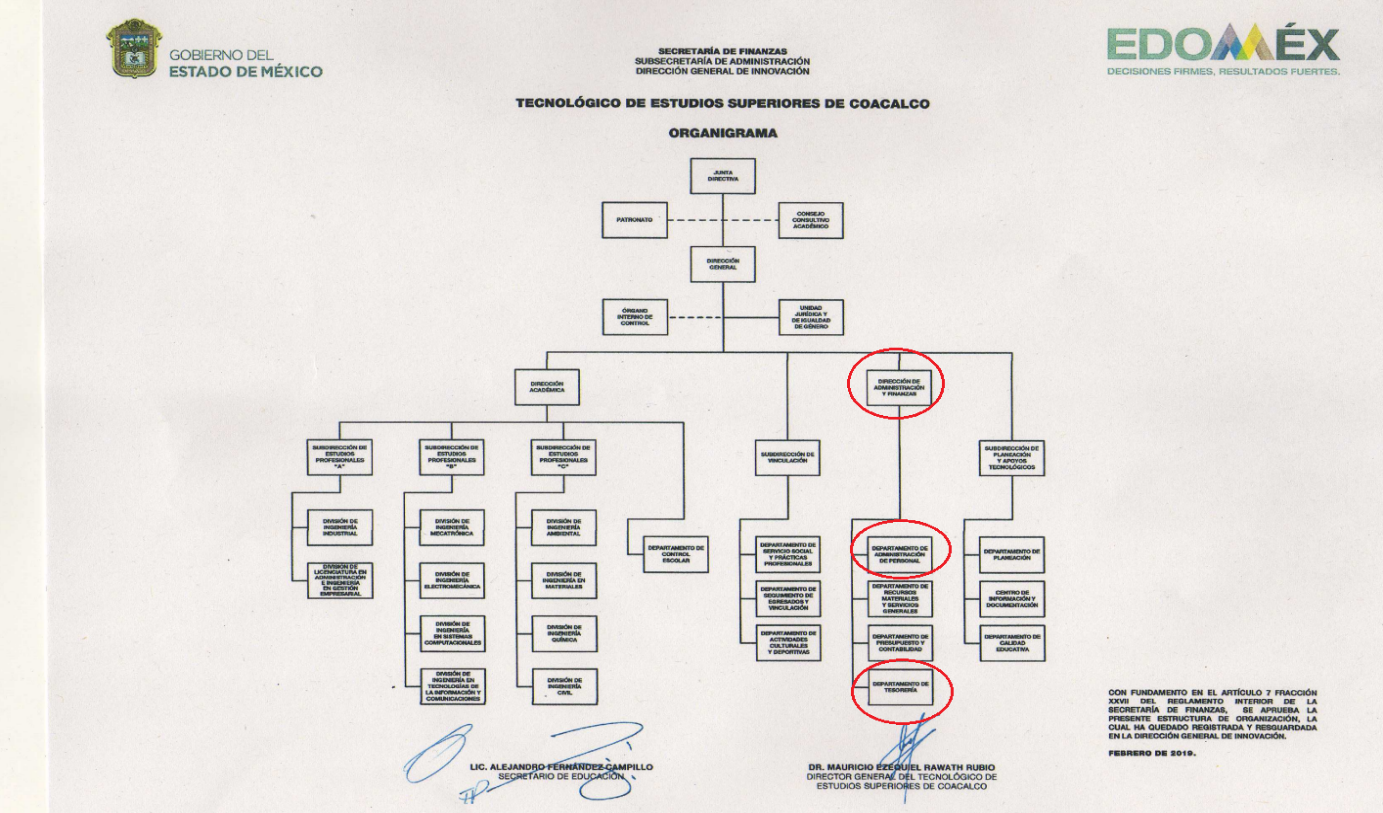 GOBIERNO DEL
ESTADO DE MÉXICO
SECRETARÍA DE FINANZAS
SUBSECRETARÍA DE ADMINISTRACIÓN
DIRECCIÓN GENERAL DE INNOVACIÓN
EDOMÉX
DECISIONES FIRMES, RESULTADOS FUERTES.
TECNOLÓGICO DE ESTUDIOS SUPERIORES DE COACALCO
ORGANIGRAMA
JUNTA
DIRECTIVA
PATRONATO
CONSEJO
CONSULTIVO
ACADÉMICO
DIRECCIÓN
GENERAL
ÓRGANO
INTERNO DE
CONTROL
UNIDAD
JURÍDICA Y
DE IGUALDAD
DE GÉNERO
DIRECCIÓN
ACADÉMICA
DIRECCIÓN DE
ADMINISTRACIÓN
Y FINANZAS
SUBDIRECCIÓN DE
ESTUDIOS
PROFESIONALES
"A"
SUBDIRECCIÓN DE
ESTUDIOS
PROFESIONALES
"B"
SUBDIRECCIÓN DE
ESTUDIOS
PROFESIONALES
"C"
SUBDIRECCIÓN DE
VINCULACIÓN
SUBDIRECCIÓN DE
PLANEACIÓN
Y APOYOS
TECNOLÓGICOS
DIVISIÓN DE
INGENIERÍA
INDUSTRIAL
DIVISIÓN DE
LICENCIATURA EN
ADMINISTRACIÓN
E INGENIERÍA
EN GESTIÓN
EMPRESARIAL
DIVISIÓN DE
INGENIERÍA
MECATRÓNICA
DIVISIÓN DE
INGENIERÍA
ELECTROMECÁNICA
DIVISIÓN DE
INGENIERÍA
EN SISTEMAS
COMPUTACIONALES
DIVISIÓN DE
INGENIERÍA EN
TECNOLOGÍAS DE
LA INFORMACIÓN Y
COMUNICACIONES
DIVISIÓN DE
INGENIERÍA
AMBIENTAL
DIVISIÓN DE
INGENIERÍA EN
MATERIALES
DIVISIÓN DE
INGENIERÍA
QUÍMICA
DIVISIÓN DE
INGENIERÍA
CIVIL
DEPARTAMENTO DE
CONTROL
ESCOLAR
DEPARTAMENTO DE
SERVICIO SOCIAL
Y PRÁCTICAS
PROFESIONALES
DEPARTAMENTO DE
SEGUIMIENTO DE
EGRESADOS Y
VINCULACIÓN
DEPARTAMENTO DE
ACTIVIDADES
CULTURALES
Y DEPORTIVAS
DEPARTAMENTO DE
ADMINISTRACIÓN
DE PERSONAL
DEPARTAMENTO DE
RECURSOS
MATERIALES
Y SERVICIOS
GENERALES
DEPARTAMENTO DE
PRESUPUESTO Y
CONTABILIDAD
DEPARTAMENTO DE
TESORERÍA
DEPARTAMENTO DE
PLANEACIÓN
CENTRO DE
INFORMACIÓN Y
DOCUMENTACIÓN
DEPARTAMENTO DE
CALIDAD
EDUCATIVA
CON FUNDAMENTO EN EL ARTÍCULO 7 FRACCIÓN
XXVII DEL REGLAMENTO INTERIOR DE LA
SECRETARÍA DE FINANZAS, SE APRUEBA LA
PRESENTE ESTRUCTURA DE ORGANIZACIÓN, LA
CUAL HA QUEDADO REGISTRADA Y RESGUARDADA
EN LA DIRECCIÓN GENERAL DE INNOVACIÓN.
FEBRERO DE 2019.
LIC. ALEJANDRO FERNÁNDEZ CAMPILLO
SECRETARIO DE EDUCACIÓN
DR. MAURICIO EZEQUIEL RAWATH RUBIO
DIRECTOR GENERAL DEL TECNOLÓGICO DE
ESTUDIOS SUPERIORES DE COACALCO